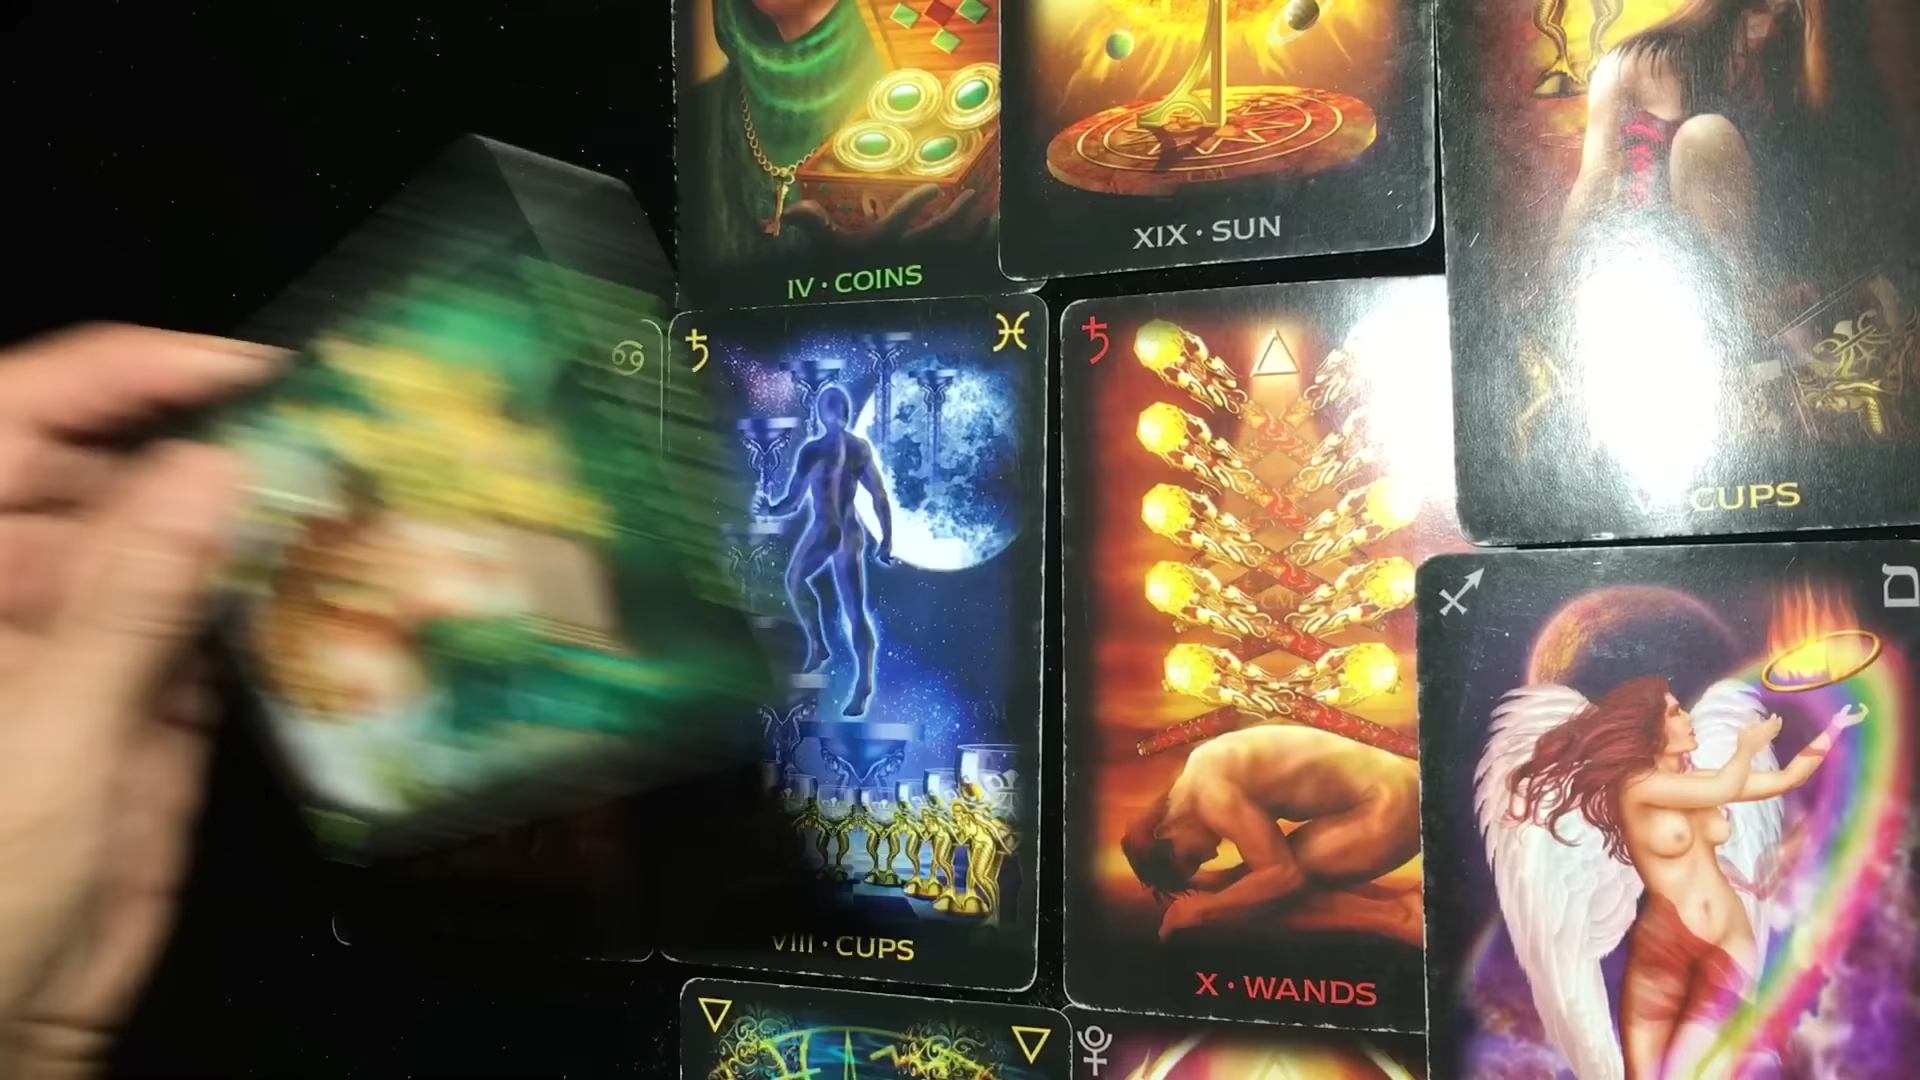 IV · COINS
XIX · SUN
CUPS
VIII · CUPS
X · WANDS
ם